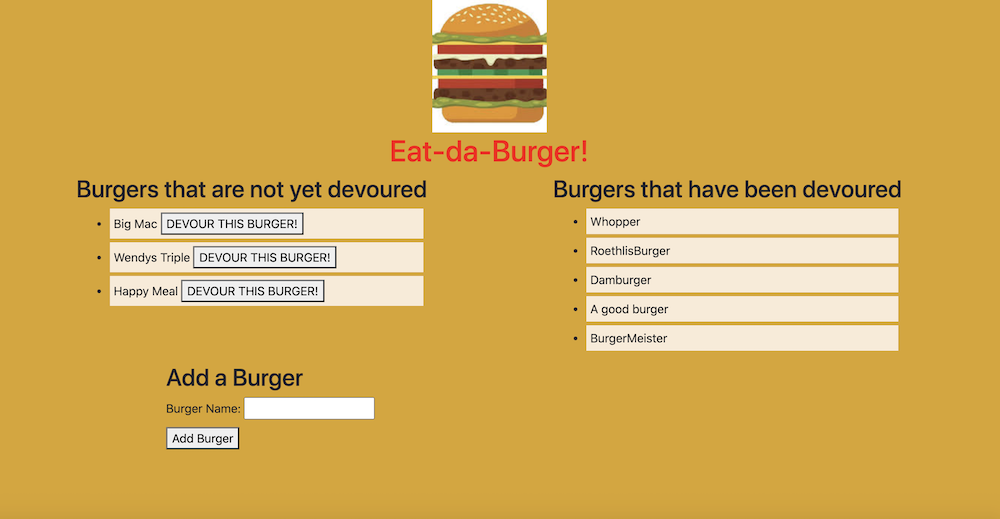 Eat-da-Burger!
Burgers that are not yet devoured
Big Mac DEVOUR THIS BURGER!
Wendys Triple DEVOUR THIS BURGER!
Happy Meal DEVOUR THIS BURGER!
Burgers that have been devoured
Whopper
RoethlisBurger
Damburger
A good burger
BurgerMeister
Add a Burger
Burger Name:
Add Burger